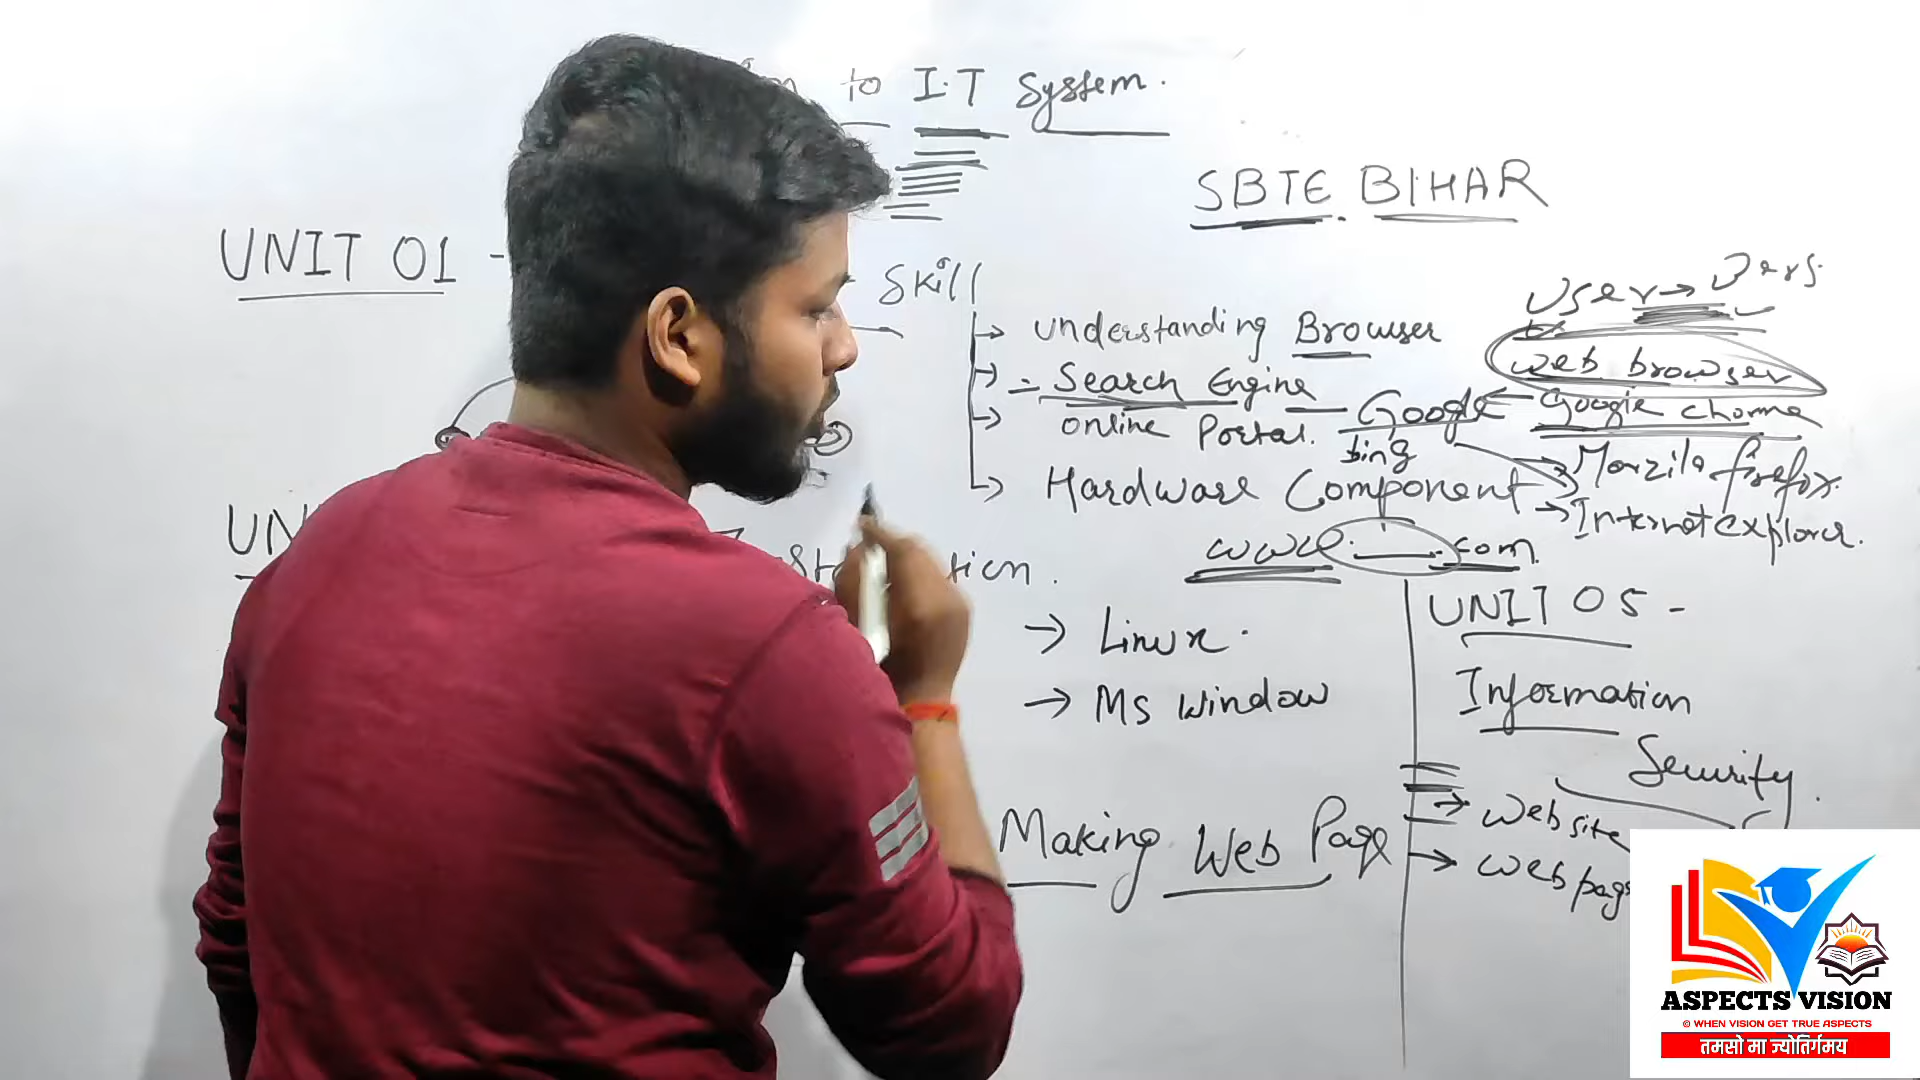 to I.T System.
SBTE BIHAR
UNIT 01 -
Skill
User →
→ Understanding Browser
web browser
→ - Search Engine — Google
Google chorme
→ online Portal.
bing
→ Morzila firefox.
→ Hardware Component
→ Internet explorer.
www. ___ .com
UNIT 05 -
→ Linux.
Information
→ MS Window
Security.
→ Website
Making Web Page
→ Web page
ASPECTS VISION
© WHEN VISION GET TRUE ASPECTS
तमसो मा ज्योतिर्गमय